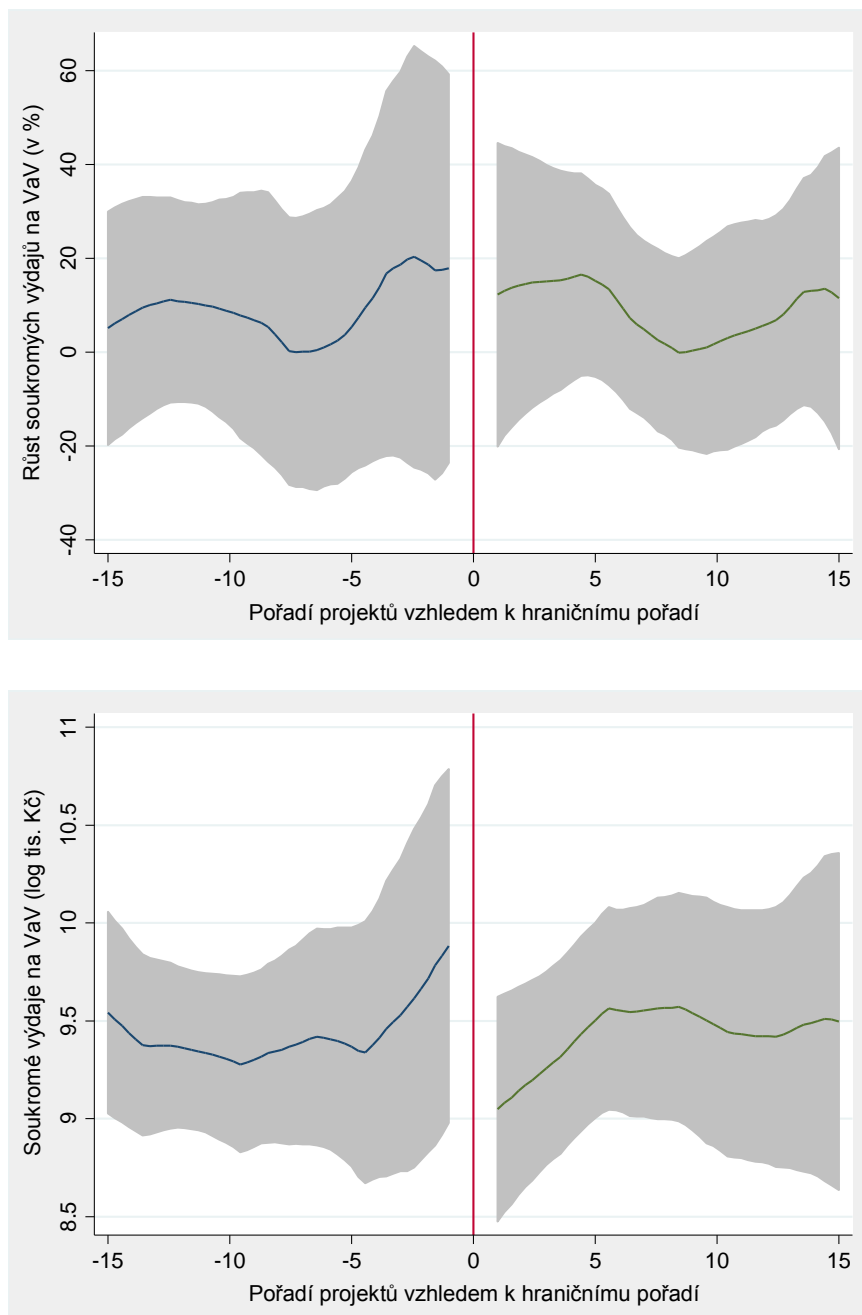 Růst soukromých výdajů na VaV (v %)
60
40
20
0
-20
-40
-15 -10 -5 0 5 10 15
Pořadí projektů vzhledem k hraničnímu pořadí
Soukromé výdaje na VaV (log tis. Kč)
11
10.5
10
9.5
9
8.5
-15 -10 -5 0 5 10 15
Pořadí projektů vzhledem k hraničnímu pořadí